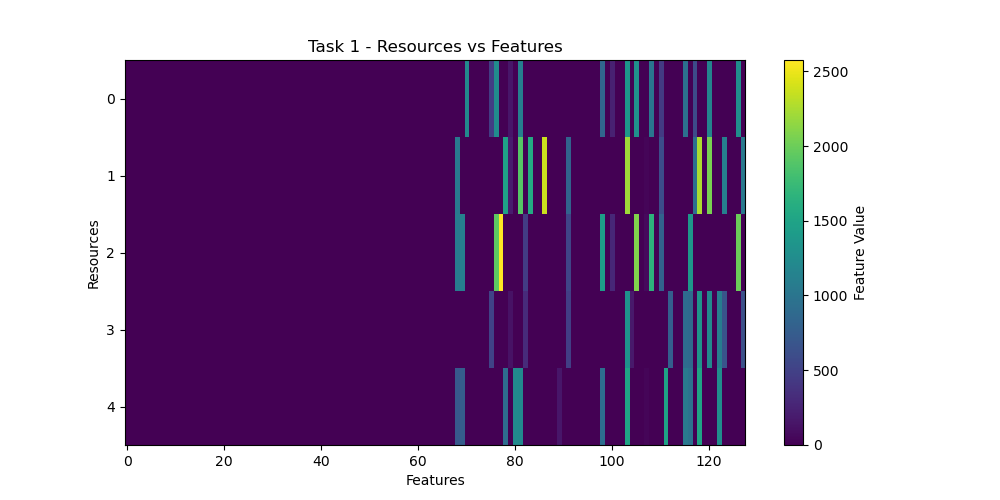 Task 1 - Resources vs Features
Resources
0
1
2
3
4
0 20 40 60 80 100 120
Features
2500
2000
1500
1000
500
0
Feature Value